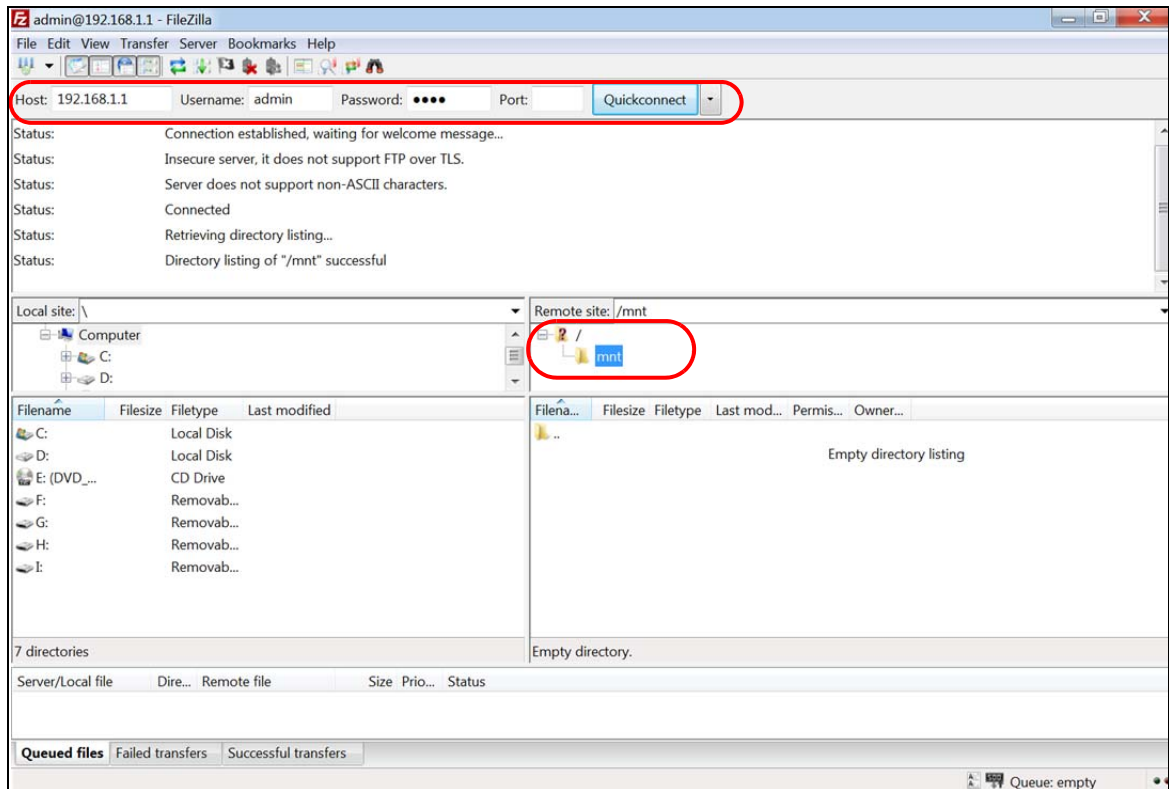 admin@192.168.1.1 - FileZilla
File Edit View Transfer Server Bookmarks Help
Host: 192.168.1.1 Username: admin Password: ●●●● Port: Quickconnect
Status: Connection established, waiting for welcome message...
Status: Insecure server, it does not support FTP over TLS.
Status: Server does not support non-ASCII characters.
Status: Connected
Status: Retrieving directory listing...
Status: Directory listing of "/mnt" successful
Local site: \
Computer
C:
D:
Remote site: /mnt
/
mnt
Filename Filesize Filetype Last modified
C: Local Disk
D: Local Disk
E: (DVD_... CD Drive
F: Removab...
G: Removab...
H: Removab...
I: Removab...
7 directories
Filena... Filesize Filetype Last mod... Permis... Owner...
..
Empty directory listing
Empty directory.
Server/Local file Dire... Remote file Size Prio... Status
Queued files Failed transfers Successful transfers
Queue: empty